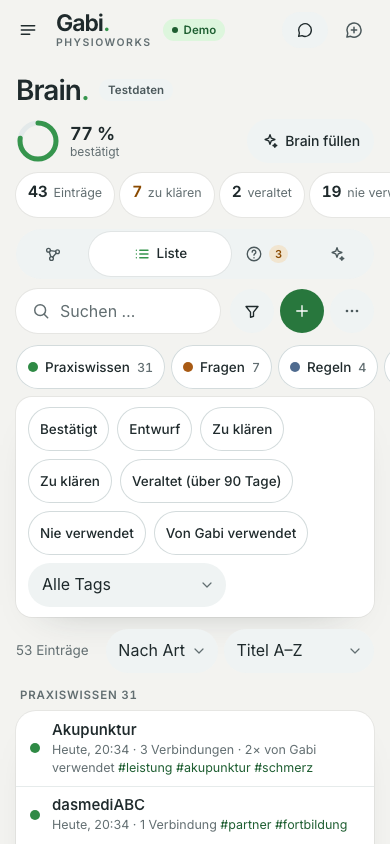 Gabi.
PHYSIOWORKS
Demo
Brain.
Testdaten
77 %
bestätigt
Brain füllen
43 Einträge
7 zu klären
2 veraltet
19 nie
Liste
3
Suchen ...
Praxiswissen 31
Fragen 7
Regeln 4
Bestätigt
Entwurf
Zu klären
Zu klären
Veraltet (über 90 Tage)
Nie verwendet
Von Gabi verwendet
Alle Tags
53 Einträge
Nach Art
Titel A–Z
PRAXISWISSEN 31
Akupunktur
Heute, 20:34 · 3 Verbindungen · 2× von Gabi
verwendet #leistung #akupunktur #schmerz
dasmediABC
Heute, 20:34 · 1 Verbindung #partner #fortbildung